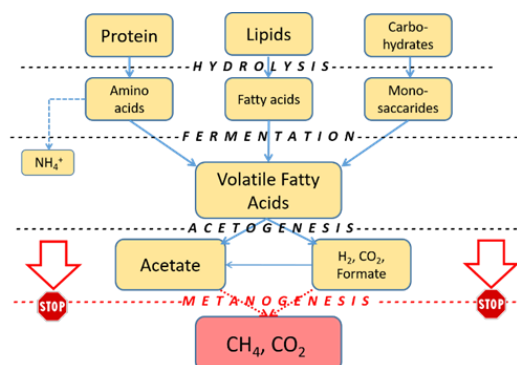 Protein
Lipids
Carbo-
hydrates
HYDROLYSIS
Amino
acids
Fatty acids
Mono-
saccarides
FERMENTATION
NH₄⁺
Volatile Fatty
Acids
ACETOGENESIS
Acetate
H₂, CO₂,
Formate
STOP
METANOGENESIS
STOP
CH₄, CO₂